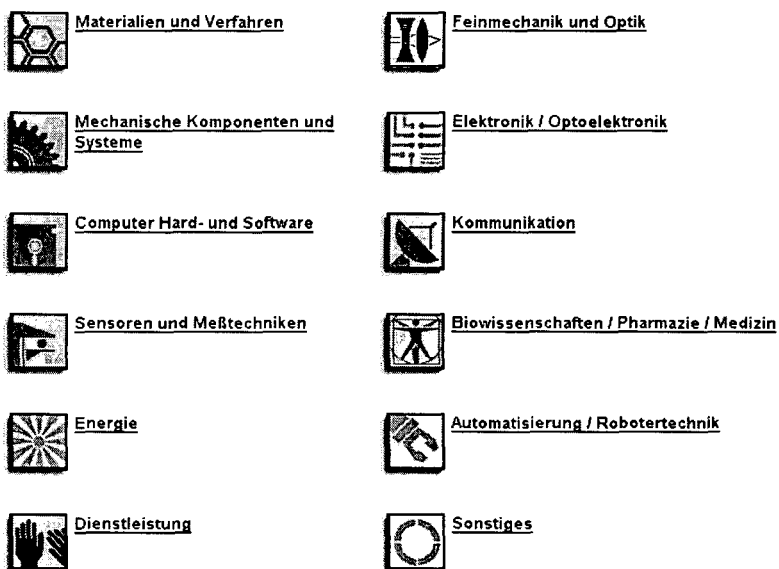 Materialien und Verfahren
Feinmechanik und Optik
Mechanische Komponenten und
Systeme
Elektronik / Optoelektronik
Computer Hard- und Software
Kommunikation
Sensoren und Meßtechniken
Biowissenschaften / Pharmazie / Medizin
Energie
Automatisierung / Robotertechnik
Dienstleistung
Sonstiges